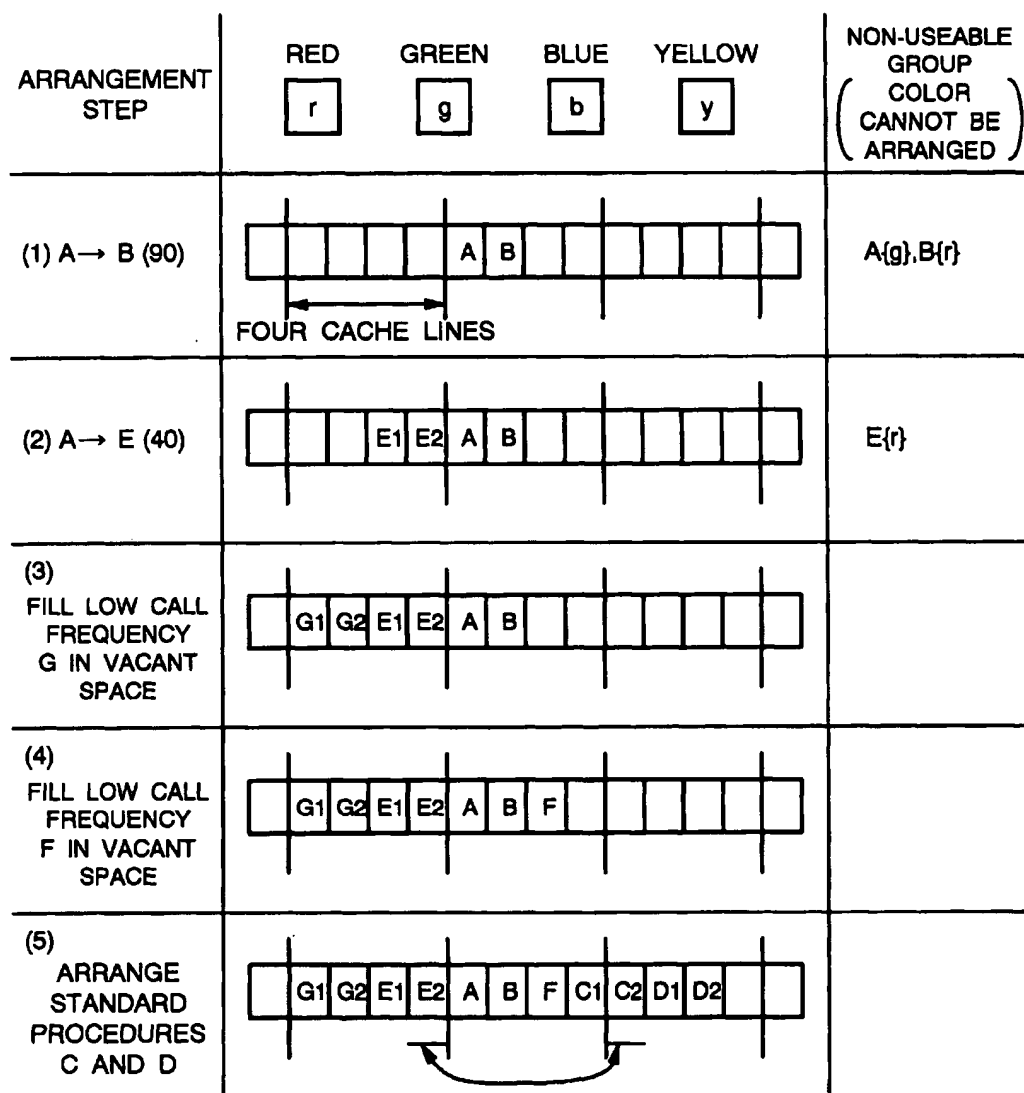 ARRANGEMENT
STEP
RED GREEN BLUE YELLOW
r g b y
NON-USEABLE
GROUP
COLOR
CANNOT BE
ARRANGED
(1) A→ B (90)
A B
FOUR CACHE LINES
A{g},B{r}
(2) A→ E (40)
E1 E2 A B
E{r}
(3)
FILL LOW CALL
FREQUENCY
G IN VACANT
SPACE
G1 G2 E1 E2 A B
(4)
FILL LOW CALL
FREQUENCY
F IN VACANT
SPACE
G1 G2 E1 E2 A B F
(5)
ARRANGE
STANDARD
PROCEDURES
C AND D
G1 G2 E1 E2 A B F C1 C2 D1 D2